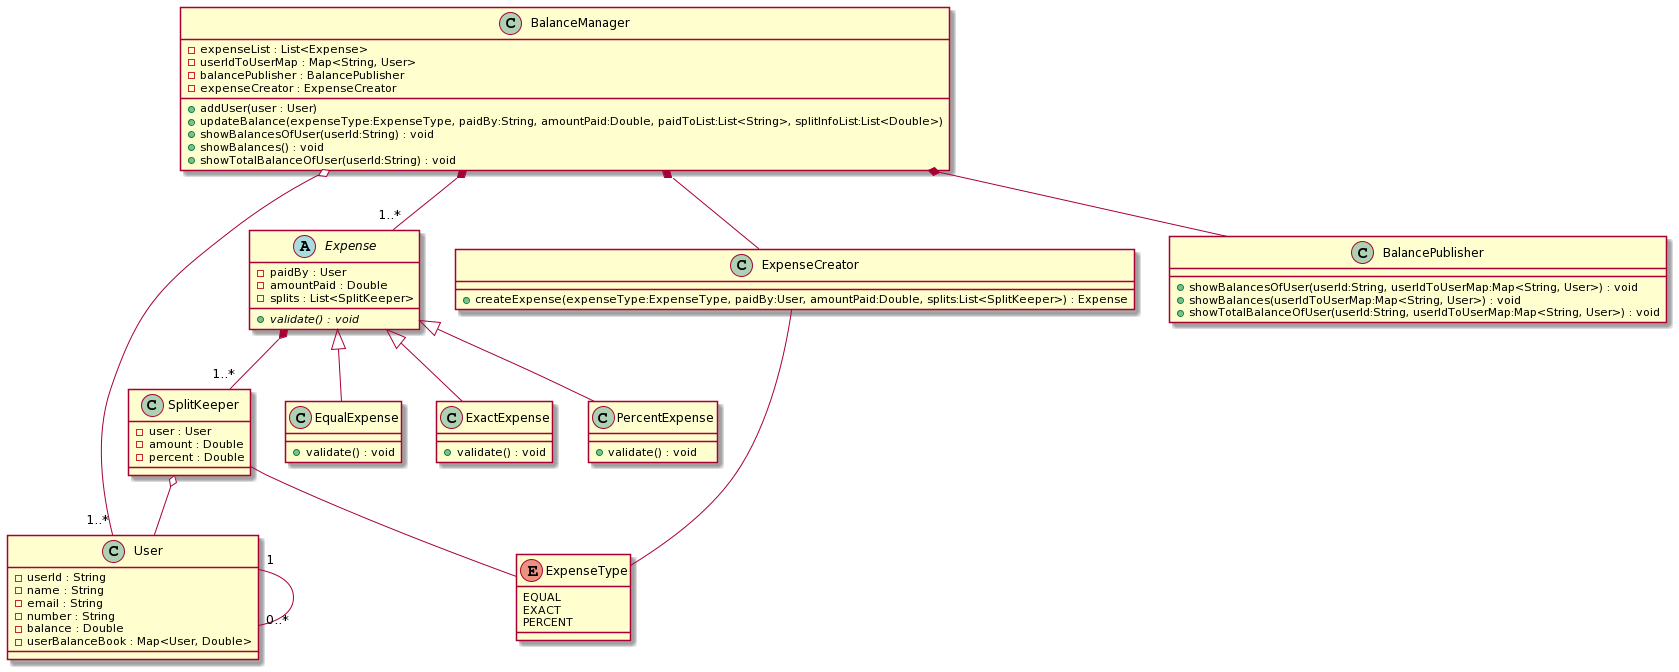 C BalanceManager
expenseList : List<Expense>
userIdToUserMap : Map<String, User>
balancePublisher : BalancePublisher
expenseCreator : ExpenseCreator
addUser(user : User)
updateBalance(expenseType:ExpenseType, paidBy:String, amountPaid:Double, paidToList:List<String>, splitInfoList:List<Double>)
showBalancesOfUser(userId:String) : void
showBalances() : void
showTotalBalanceOfUser(userId:String) : void
1..*
A Expense
paidBy : User
amountPaid : Double
splits : List<SplitKeeper>
validate() : void
C ExpenseCreator
createExpense(expenseType:ExpenseType, paidBy:User, amountPaid:Double, splits:List<SplitKeeper>) : Expense
C BalancePublisher
showBalancesOfUser(userId:String, userIdToUserMap:Map<String, User>) : void
showBalances(userIdToUserMap:Map<String, User>) : void
showTotalBalanceOfUser(userId:String, userIdToUserMap:Map<String, User>) : void
1..*
C SplitKeeper
user : User
amount : Double
percent : Double
C EqualExpense
validate() : void
C ExactExpense
validate() : void
C PercentExpense
validate() : void
1..*
C User
userId : String
name : String
email : String
number : String
balance : Double
userBalanceBook : Map<User, Double>
1
0..*
E ExpenseType
EQUAL
EXACT
PERCENT